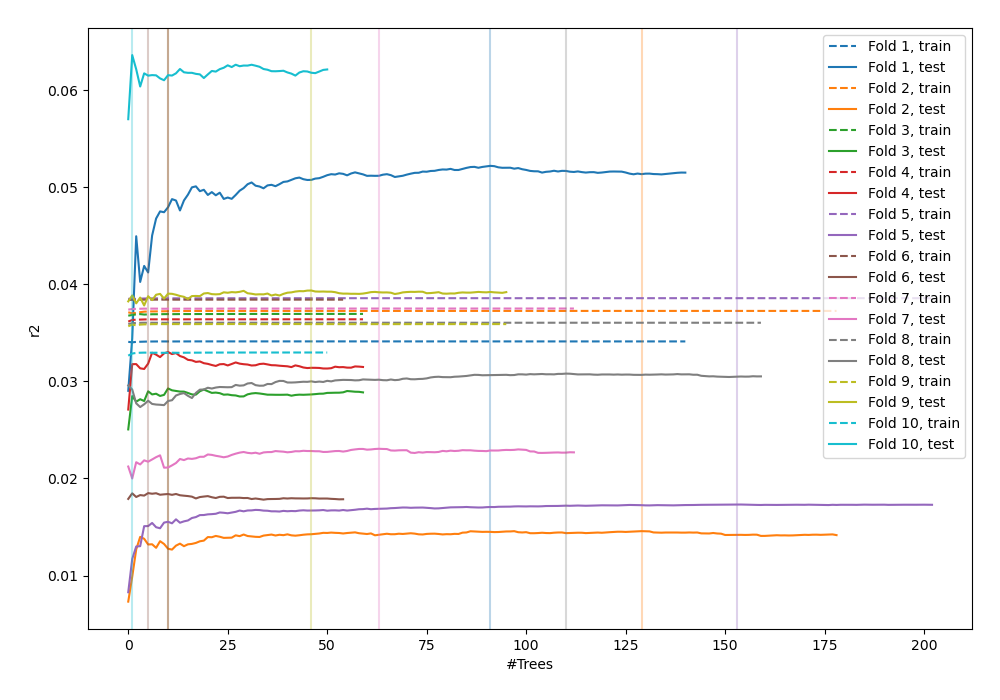 0.06
0.05
0.04
0.03
0.02
0.01
r2
0
25
50
75
100
125
150
175
200
#Trees
Fold 1, train
Fold 1, test
Fold 2, train
Fold 2, test
Fold 3, train
Fold 3, test
Fold 4, train
Fold 4, test
Fold 5, train
Fold 5, test
Fold 6, train
Fold 6, test
Fold 7, train
Fold 7, test
Fold 8, train
Fold 8, test
Fold 9, train
Fold 9, test
Fold 10, train
Fold 10, test